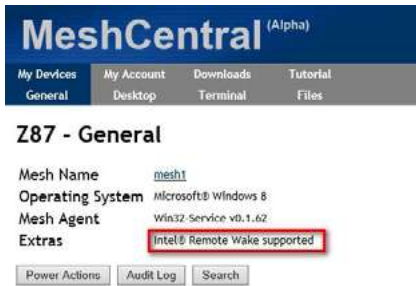 MeshCentral (Alpha)
My Devices My Account Downloads Tutorial
General Desktop Terminal Files
Z87 - General
Mesh Name mesh1
Operating System Microsoft® Windows 8
Mesh Agent Win32-Service v0.1.62
Extras Intel® Remote Wake supported
Power Actions Audit Log Search